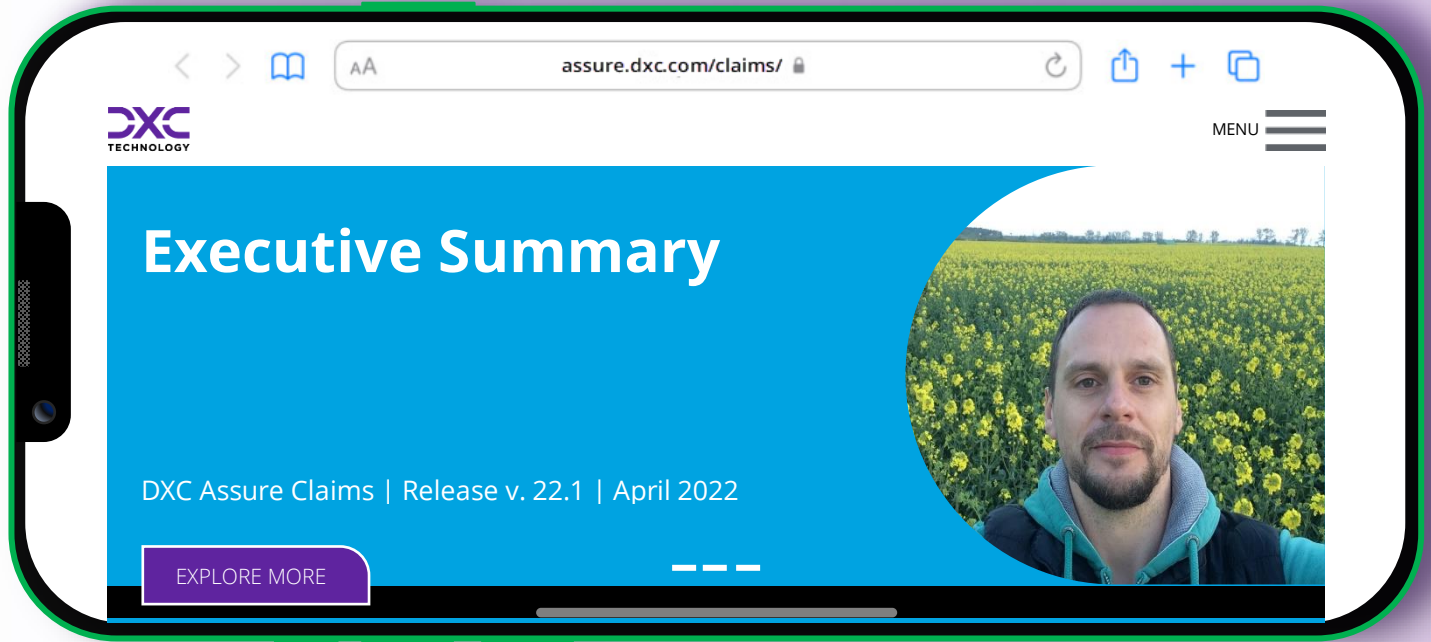 AA
assure.dxc.com/claims/
DXC
TECHNOLOGY
MENU
Executive Summary
DXC Assure Claims | Release v. 22.1 | April 2022
EXPLORE MORE